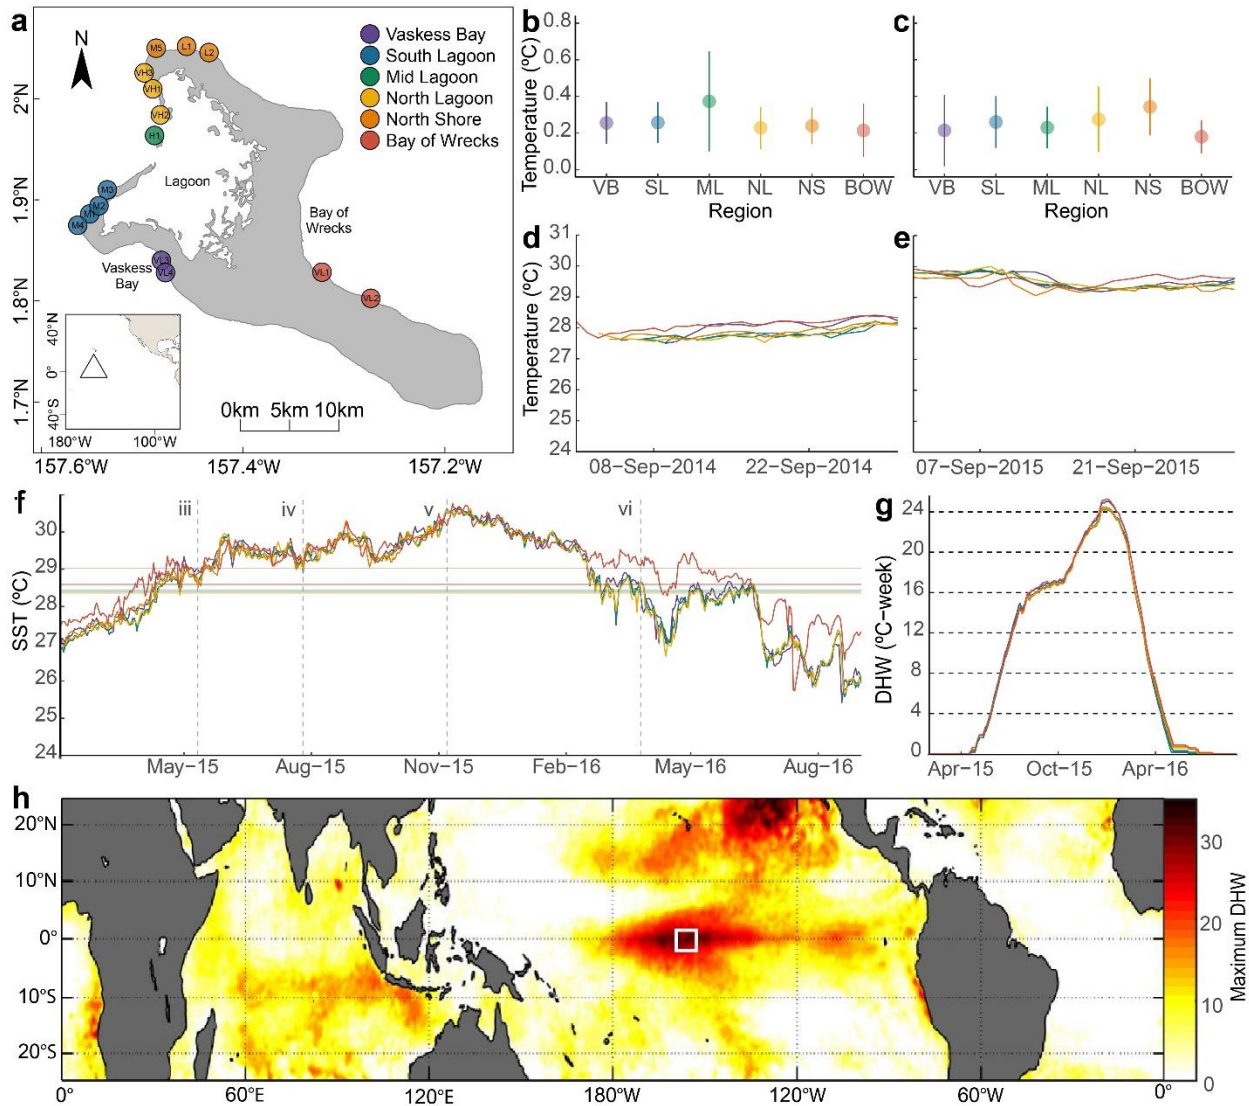 a
N
M5
L1
L2
VH3
VH1
VH2
H1
M3
M2
M1
M4
VL3
VL4
VL1
VL2
Lagoon
Bay of
Wrecks
Vaskess
Bay
Vaskess Bay
South Lagoon
Mid Lagoon
North Lagoon
North Shore
Bay of Wrecks
2°N
1.9°N
1.8°N
1.7°N
40°N
0°
40°S
180°W
100°W
0km 5km 10km
157.6°W
157.4°W
157.2°W
b
Temperature (ºC)
0.8
0.6
0.4
0.2
0.0
VB SL ML NL NS BOW
Region
c
VB SL ML NL NS BOW
Region
d
Temperature (ºC)
31
30
29
28
27
26
25
24
08−Sep−2014
22−Sep−2014
e
07−Sep−2015
21−Sep−2015
f
SST (ºC)
30
29
28
27
26
25
24
iii
iv
v
vi
May−15
Aug−15
Nov−15
Feb−16
May−16
Aug−16
g
DHW (ºC−week)
24
20
16
12
8
4
0
Apr−15
Oct−15
Apr−16
h
20°N
10°N
0°
10°S
20°S
0°
60°E
120°E
180°W
120°W
60°W
0°
30
20
10
0
Maximum DHW